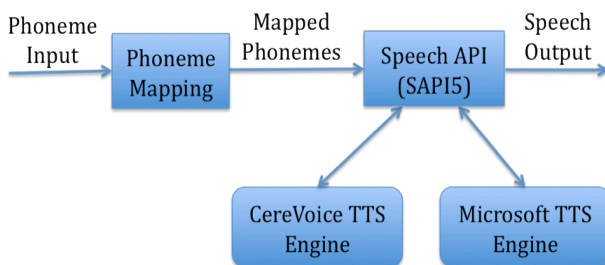 Phoneme
Input
Phoneme
Mapping
Mapped
Phonemes
Speech API
(SAPI5)
Speech
Output
CereVoice TTS
Engine
Microsoft TTS
Engine